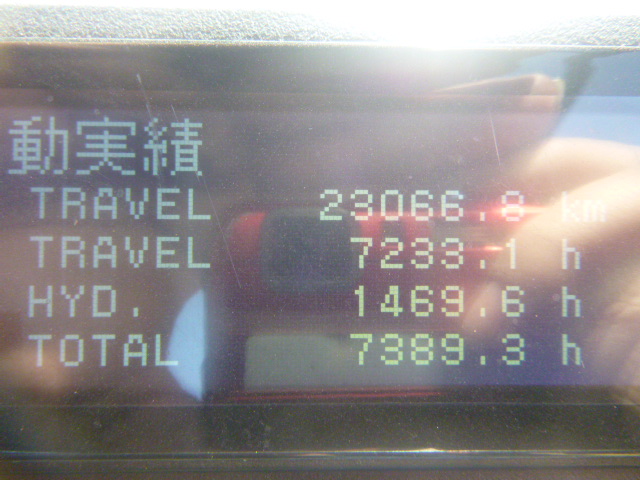 動実績
TRAVEL 23066.8 km
TRAVEL 7233.1 h
HYD. 1469.6 h
TOTAL 7389.3 h